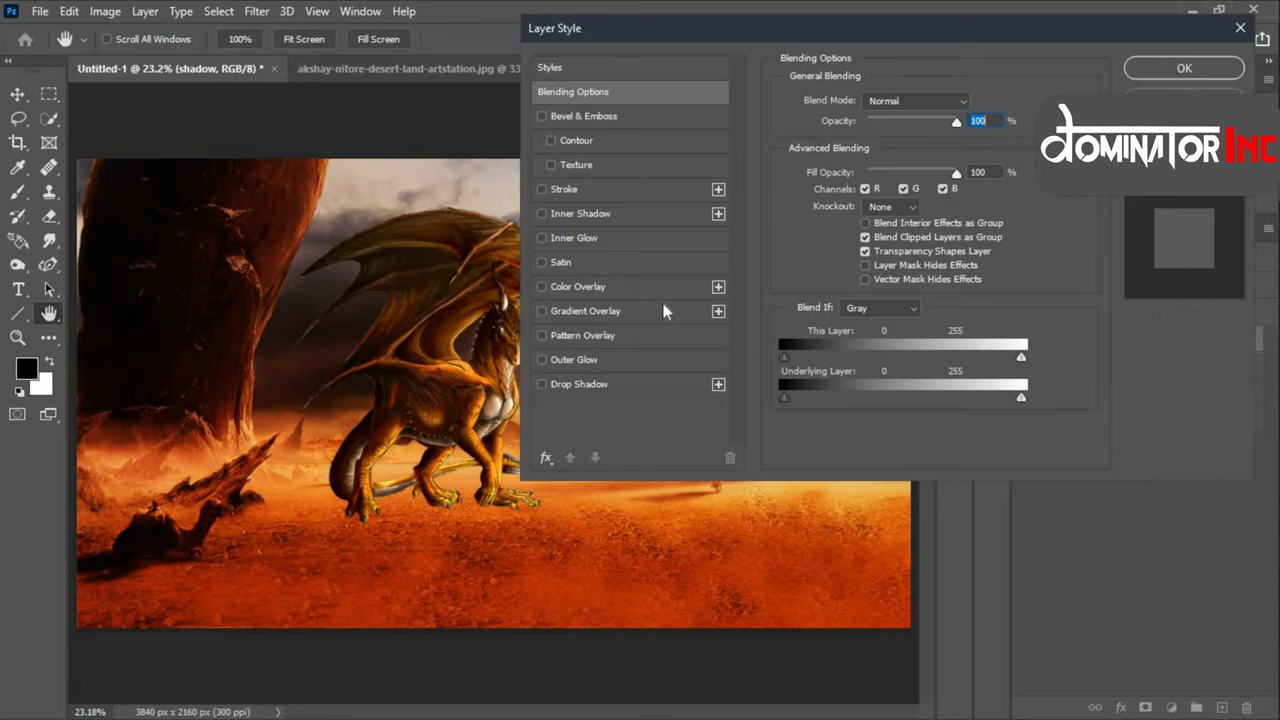 Ps File Edit Image Layer Type Select Filter 3D View Window Help
Scroll All Windows 100% Fit Screen Fill Screen
Untitled-1 @ 23.2% (shadow, RGB/8) * × akshay-nitore-desert-land-artstation.jpg @ 33
Layer Style
Styles
Blending Options
Bevel & Emboss
Contour
Texture
Stroke
Inner Shadow
Inner Glow
Satin
Color Overlay
Gradient Overlay
Pattern Overlay
Outer Glow
Drop Shadow
fx
Blending Options
General Blending
Blend Mode: Normal
Opacity: 100 %
Advanced Blending
Fill Opacity: 100 %
Channels: R G B
Knockout: None
Blend Interior Effects as Group
Blend Clipped Layers as Group
Transparency Shapes Layer
Layer Mask Hides Effects
Vector Mask Hides Effects
Blend If: Gray
This Layer: 0 255
Underlying Layer: 0 255
OK
DOMINATOR INC
23.18% 3840 px x 2160 px (300 ppi)
fx